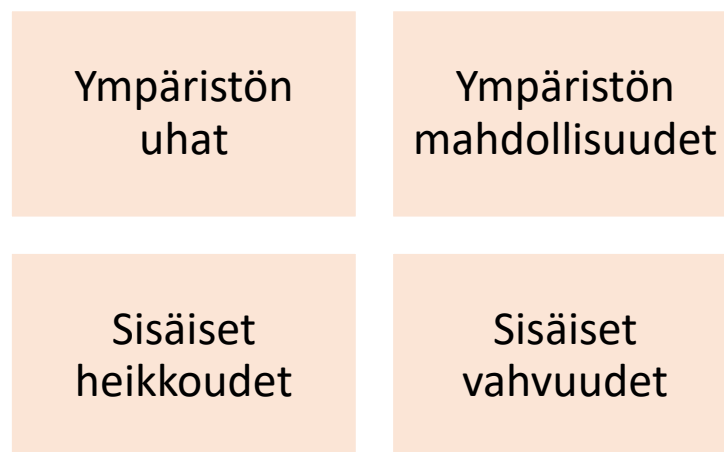 Ympäristön
uhat
Ympäristön
mahdollisuudet
Sisäiset
heikkoudet
Sisäiset
vahvuudet